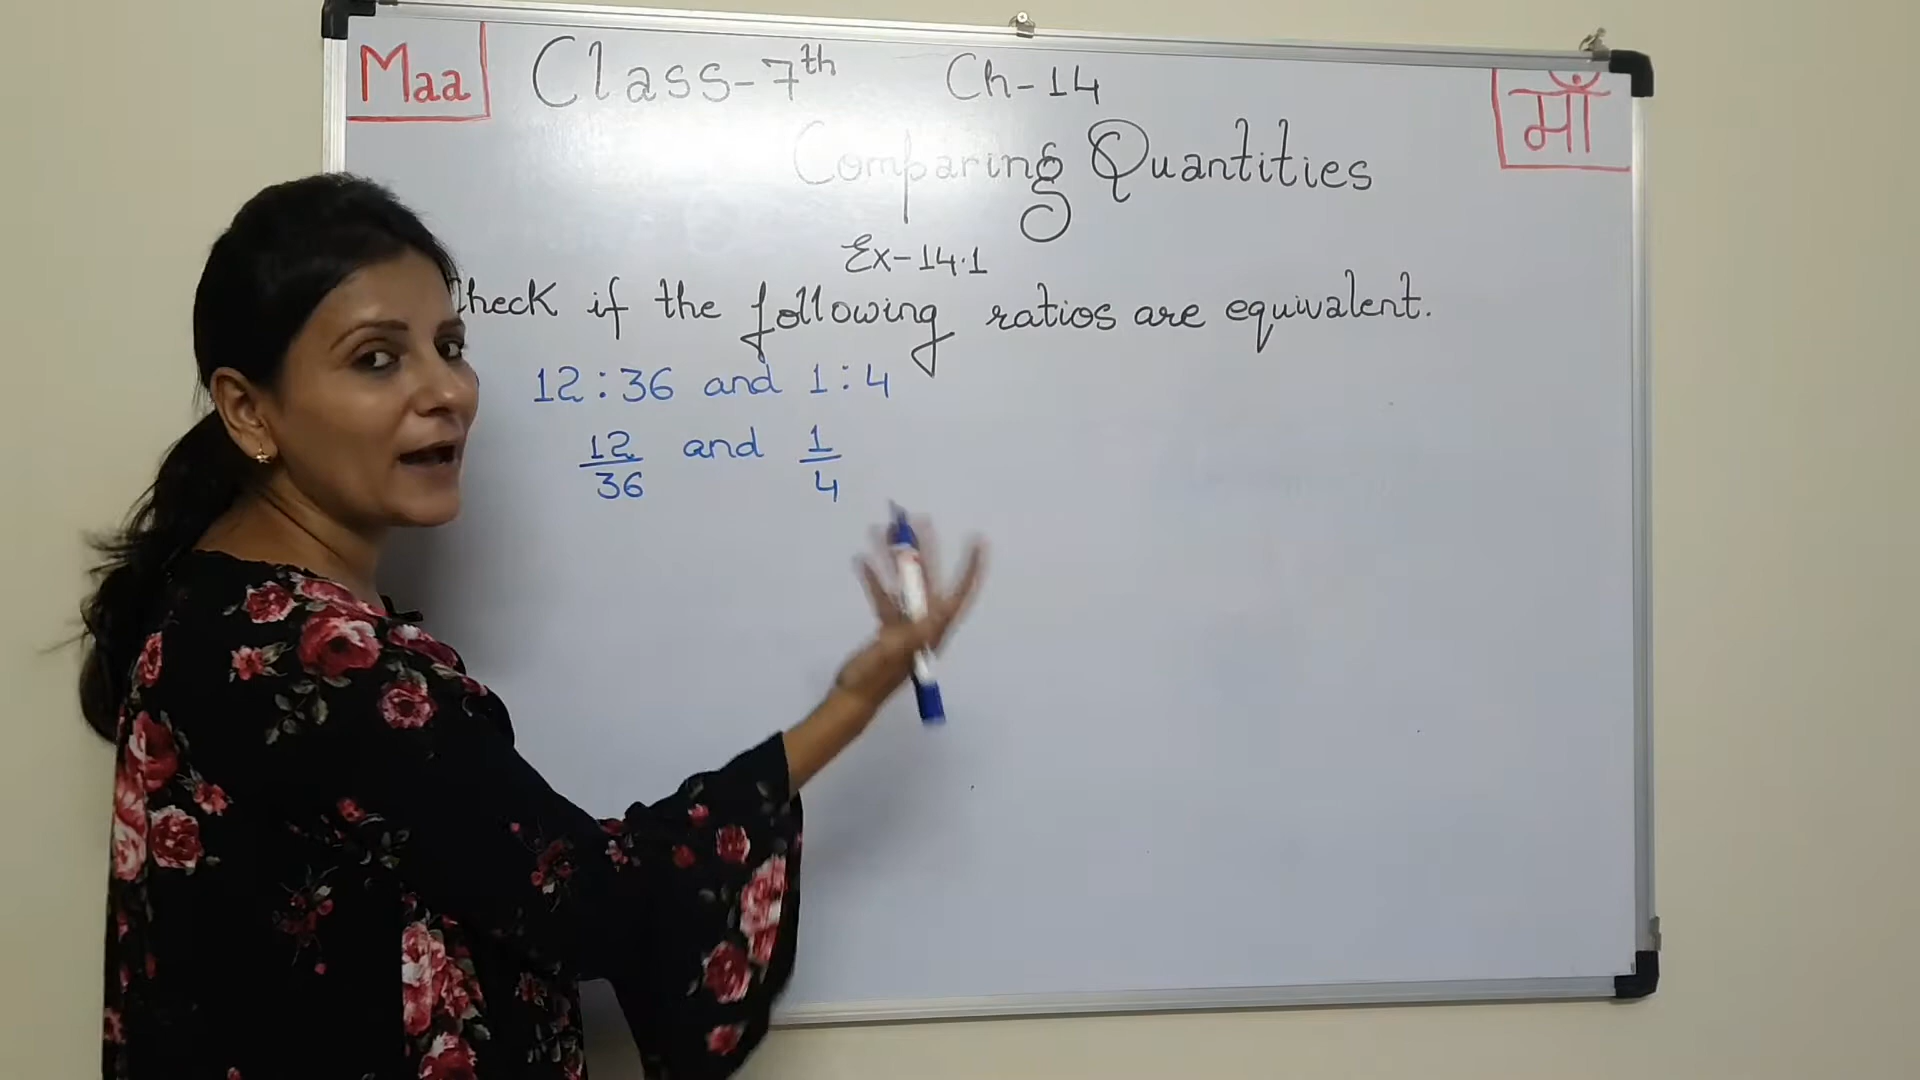 Maa
Class-7th Ch-14
माँ
Comparing Quantities
Ex-14.1
Check if the following ratios are equivalent.
12:36 and 1:4
12/36 and 1/4